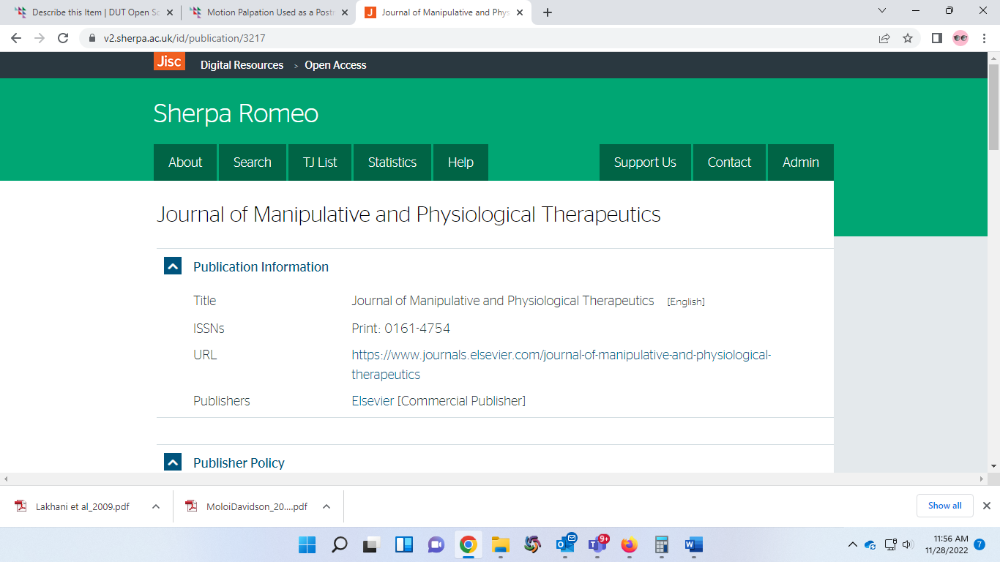 Describe this Item | DUT Open Sc
Motion Palpation Used as a Post
Journal of Manipulative and Phys
v2.sherpa.ac.uk/id/publication/3217
Jisc Digital Resources > Open Access
Sherpa Romeo
About Search TJ List Statistics Help Support Us Contact Admin
Journal of Manipulative and Physiological Therapeutics
Publication Information
Title Journal of Manipulative and Physiological Therapeutics [English]
ISSNs Print: 0161-4754
URL https://www.journals.elsevier.com/journal-of-manipulative-and-physiological-
therapeutics
Publishers Elsevier [Commercial Publisher]
Publisher Policy
Lakhani et al_2009.pdf MoloiDavidson_20....pdf Show all
9+
11:56 AM
11/28/2022 7